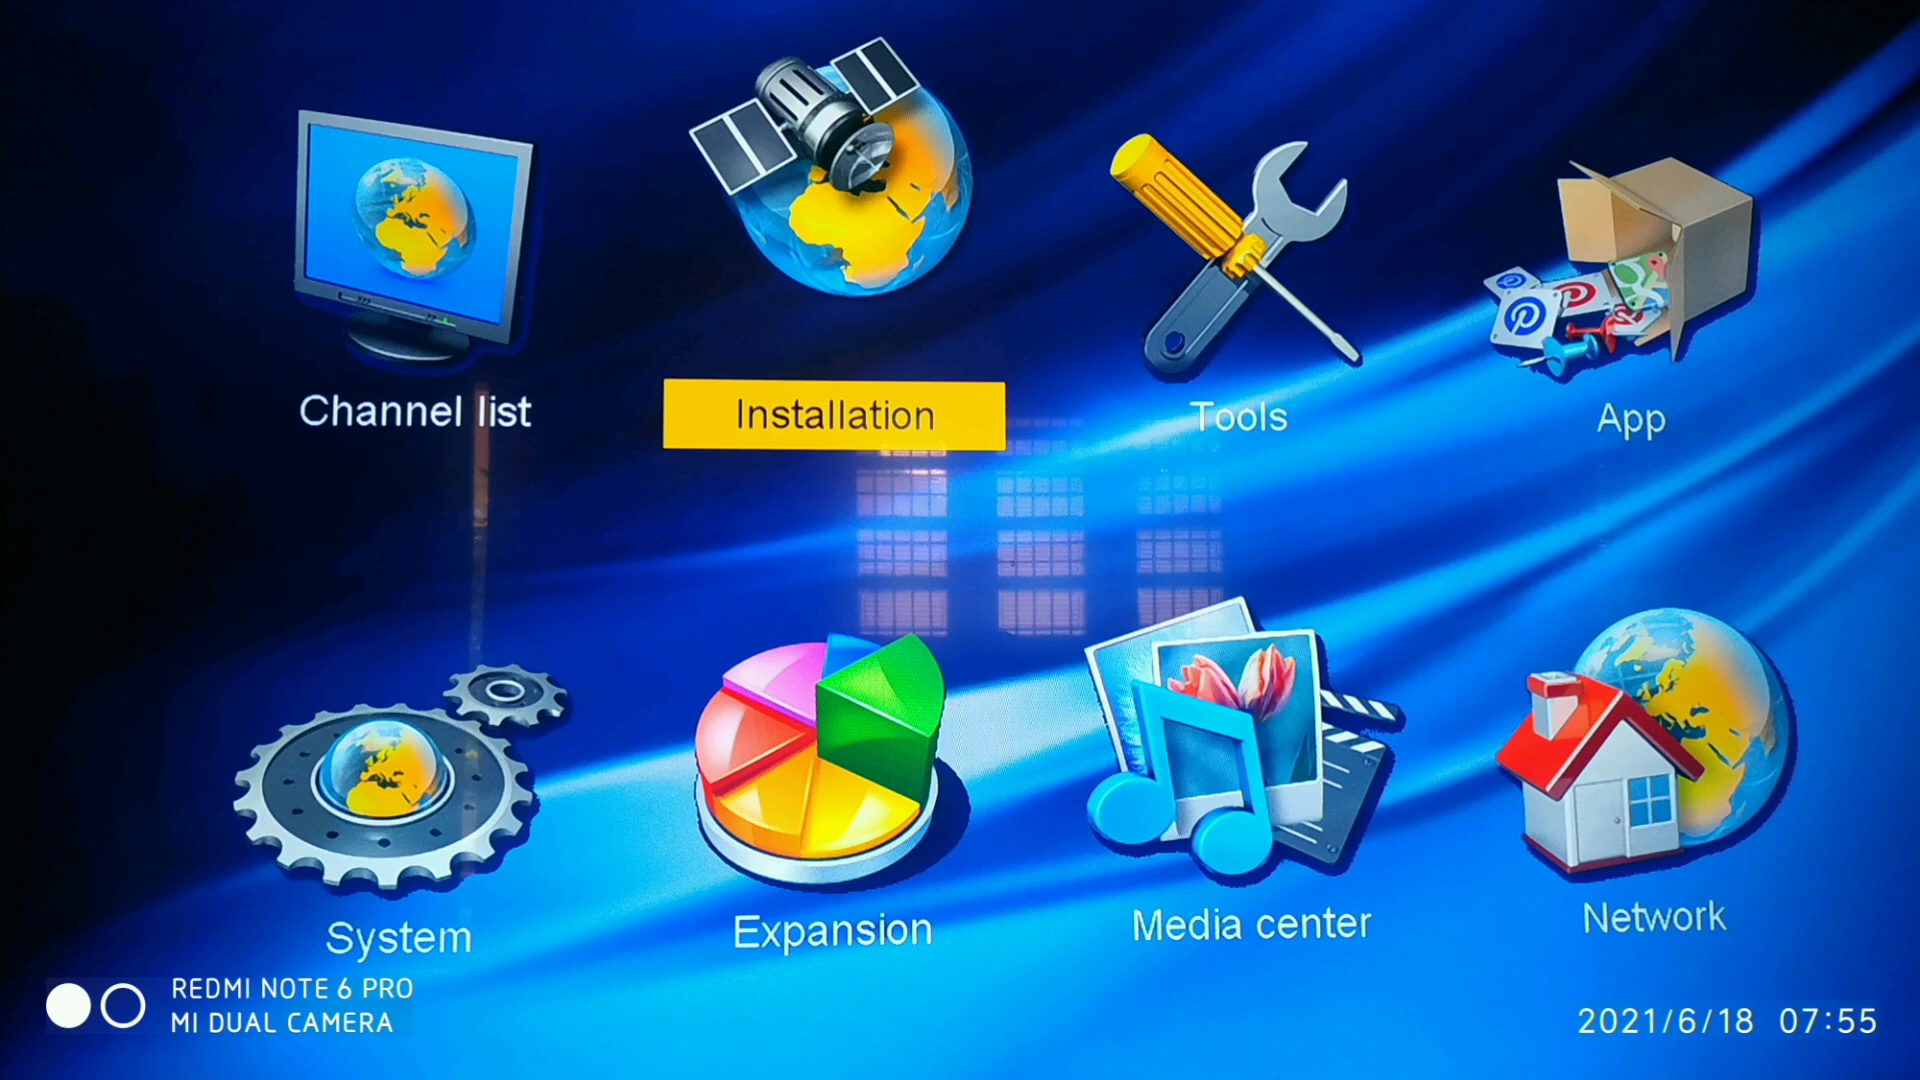 Channel list
Installation
Tools
App
System
Expansion
Media center
Network
REDMI NOTE 6 PRO
MI DUAL CAMERA
2021/6/18 07:55